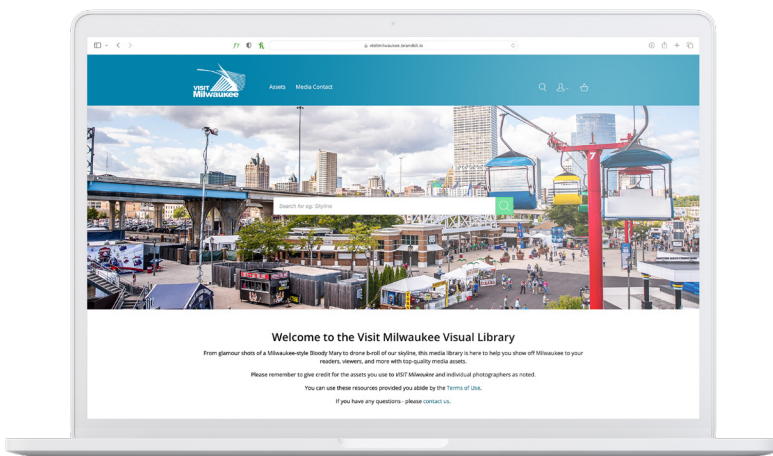 visitmilwaukee.brandkit.io
VISIT
Milwaukee
Assets Media Contact
7
Search for eg. Skyline
Welcome to the Visit Milwaukee Visual Library
From glamour shots of a Milwaukee-style Bloody Mary to drone b-roll of our skyline, this media library is here to help you show off Milwaukee to your
readers, viewers, and more with top-quality media assets.
Please remember to give credit for the assets you use to VISIT Milwaukee and individual photographers as noted.
You can use these resources provided you abide by the Terms of Use.
If you have any questions - please contact us.